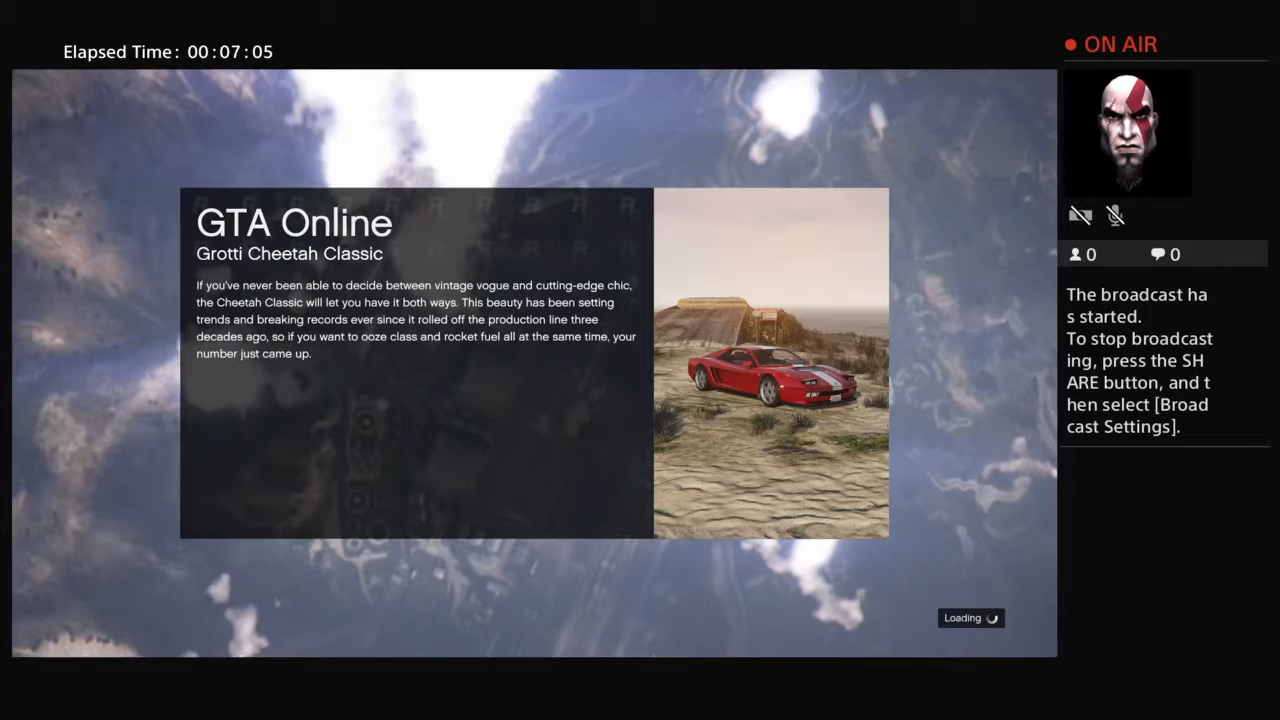 Elapsed Time: 00:07:05
ON AIR
GTA Online
Grotti Cheetah Classic
If you've never been able to decide between vintage vogue and cutting-edge chic,
the Cheetah Classic will let you have it both ways. This beauty has been setting
trends and breaking records ever since it rolled off the production line three
decades ago, so if you want to ooze class and rocket fuel all at the same time, your
number just came up.
Loading
0 0
The broadcast ha
s started.
To stop broadcast
ing, press the SH
ARE button, and t
hen select [Broad
cast Settings].